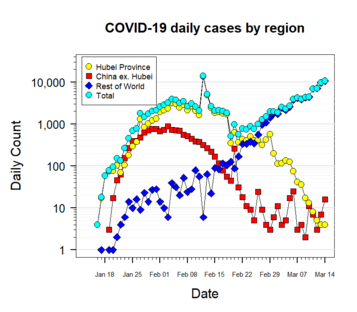 COVID-19 daily cases by region
Hubei Province
China ex. Hubei
Rest of World
Total
10,000
1,000
100
10
1
Daily Count
Jan 18 Jan 25 Feb 01 Feb 08 Feb 15 Feb 22 Feb 29 Mar 07 Mar 14
Date